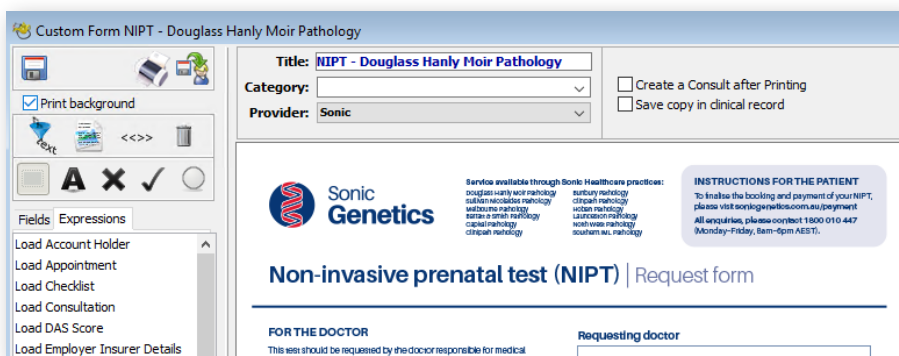 Custom Form NIPT - Douglass Hanly Moir Pathology
Print background
Text
<<>>
A
Fields Expressions
Load Account Holder
Load Appointment
Load Checklist
Load Consultation
Load DAS Score
Load Employer Insurer Details
Title: NIPT - Douglass Hanly Moir Pathology
Category:
Provider: Sonic
Create a Consult after Printing
Save copy in clinical record
Sonic
Genetics
Service available through Sonic Healthcare practices:
Douglass Hanly Moir Pathology
Sullivan Nicolaides Pathology
Melbourne Pathology
Barratt & Smith Pathology
Capital Pathology
Clinipath Pathology
Bunbury Pathology
Clinpath Pathology
Hobart Pathology
Launceston Pathology
North West Pathology
Southern IML Pathology
INSTRUCTIONS FOR THE PATIENT
To finalise the booking and payment of your NIPT,
please visit sonicgenetics.com.au/payment
All enquiries, please contact 1800 010 447
(Monday–Friday, 8am–6pm AEST).
Non-invasive prenatal test (NIPT) | Request form
FOR THE DOCTOR
This test should be requested by the doctor responsible for medical
Requesting doctor